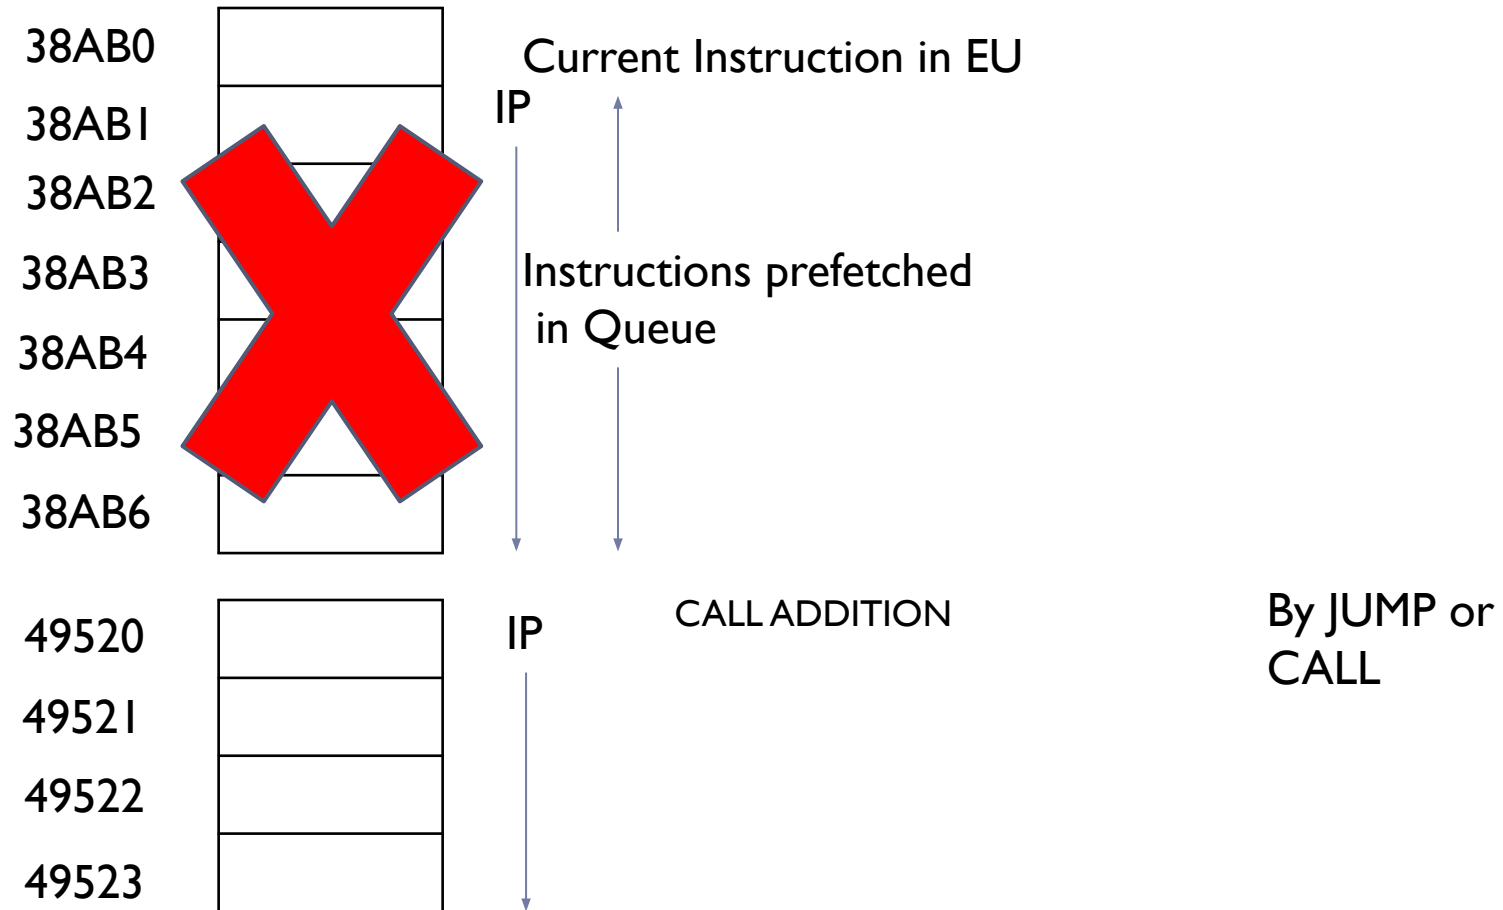 38AB0
Current Instruction in EU
38AB1
IP
38AB2
38AB3
Instructions prefetched
in Queue
38AB4
38AB5
38AB6
49520
IP
CALL ADDITION
By JUMP or
CALL
49521
49522
49523